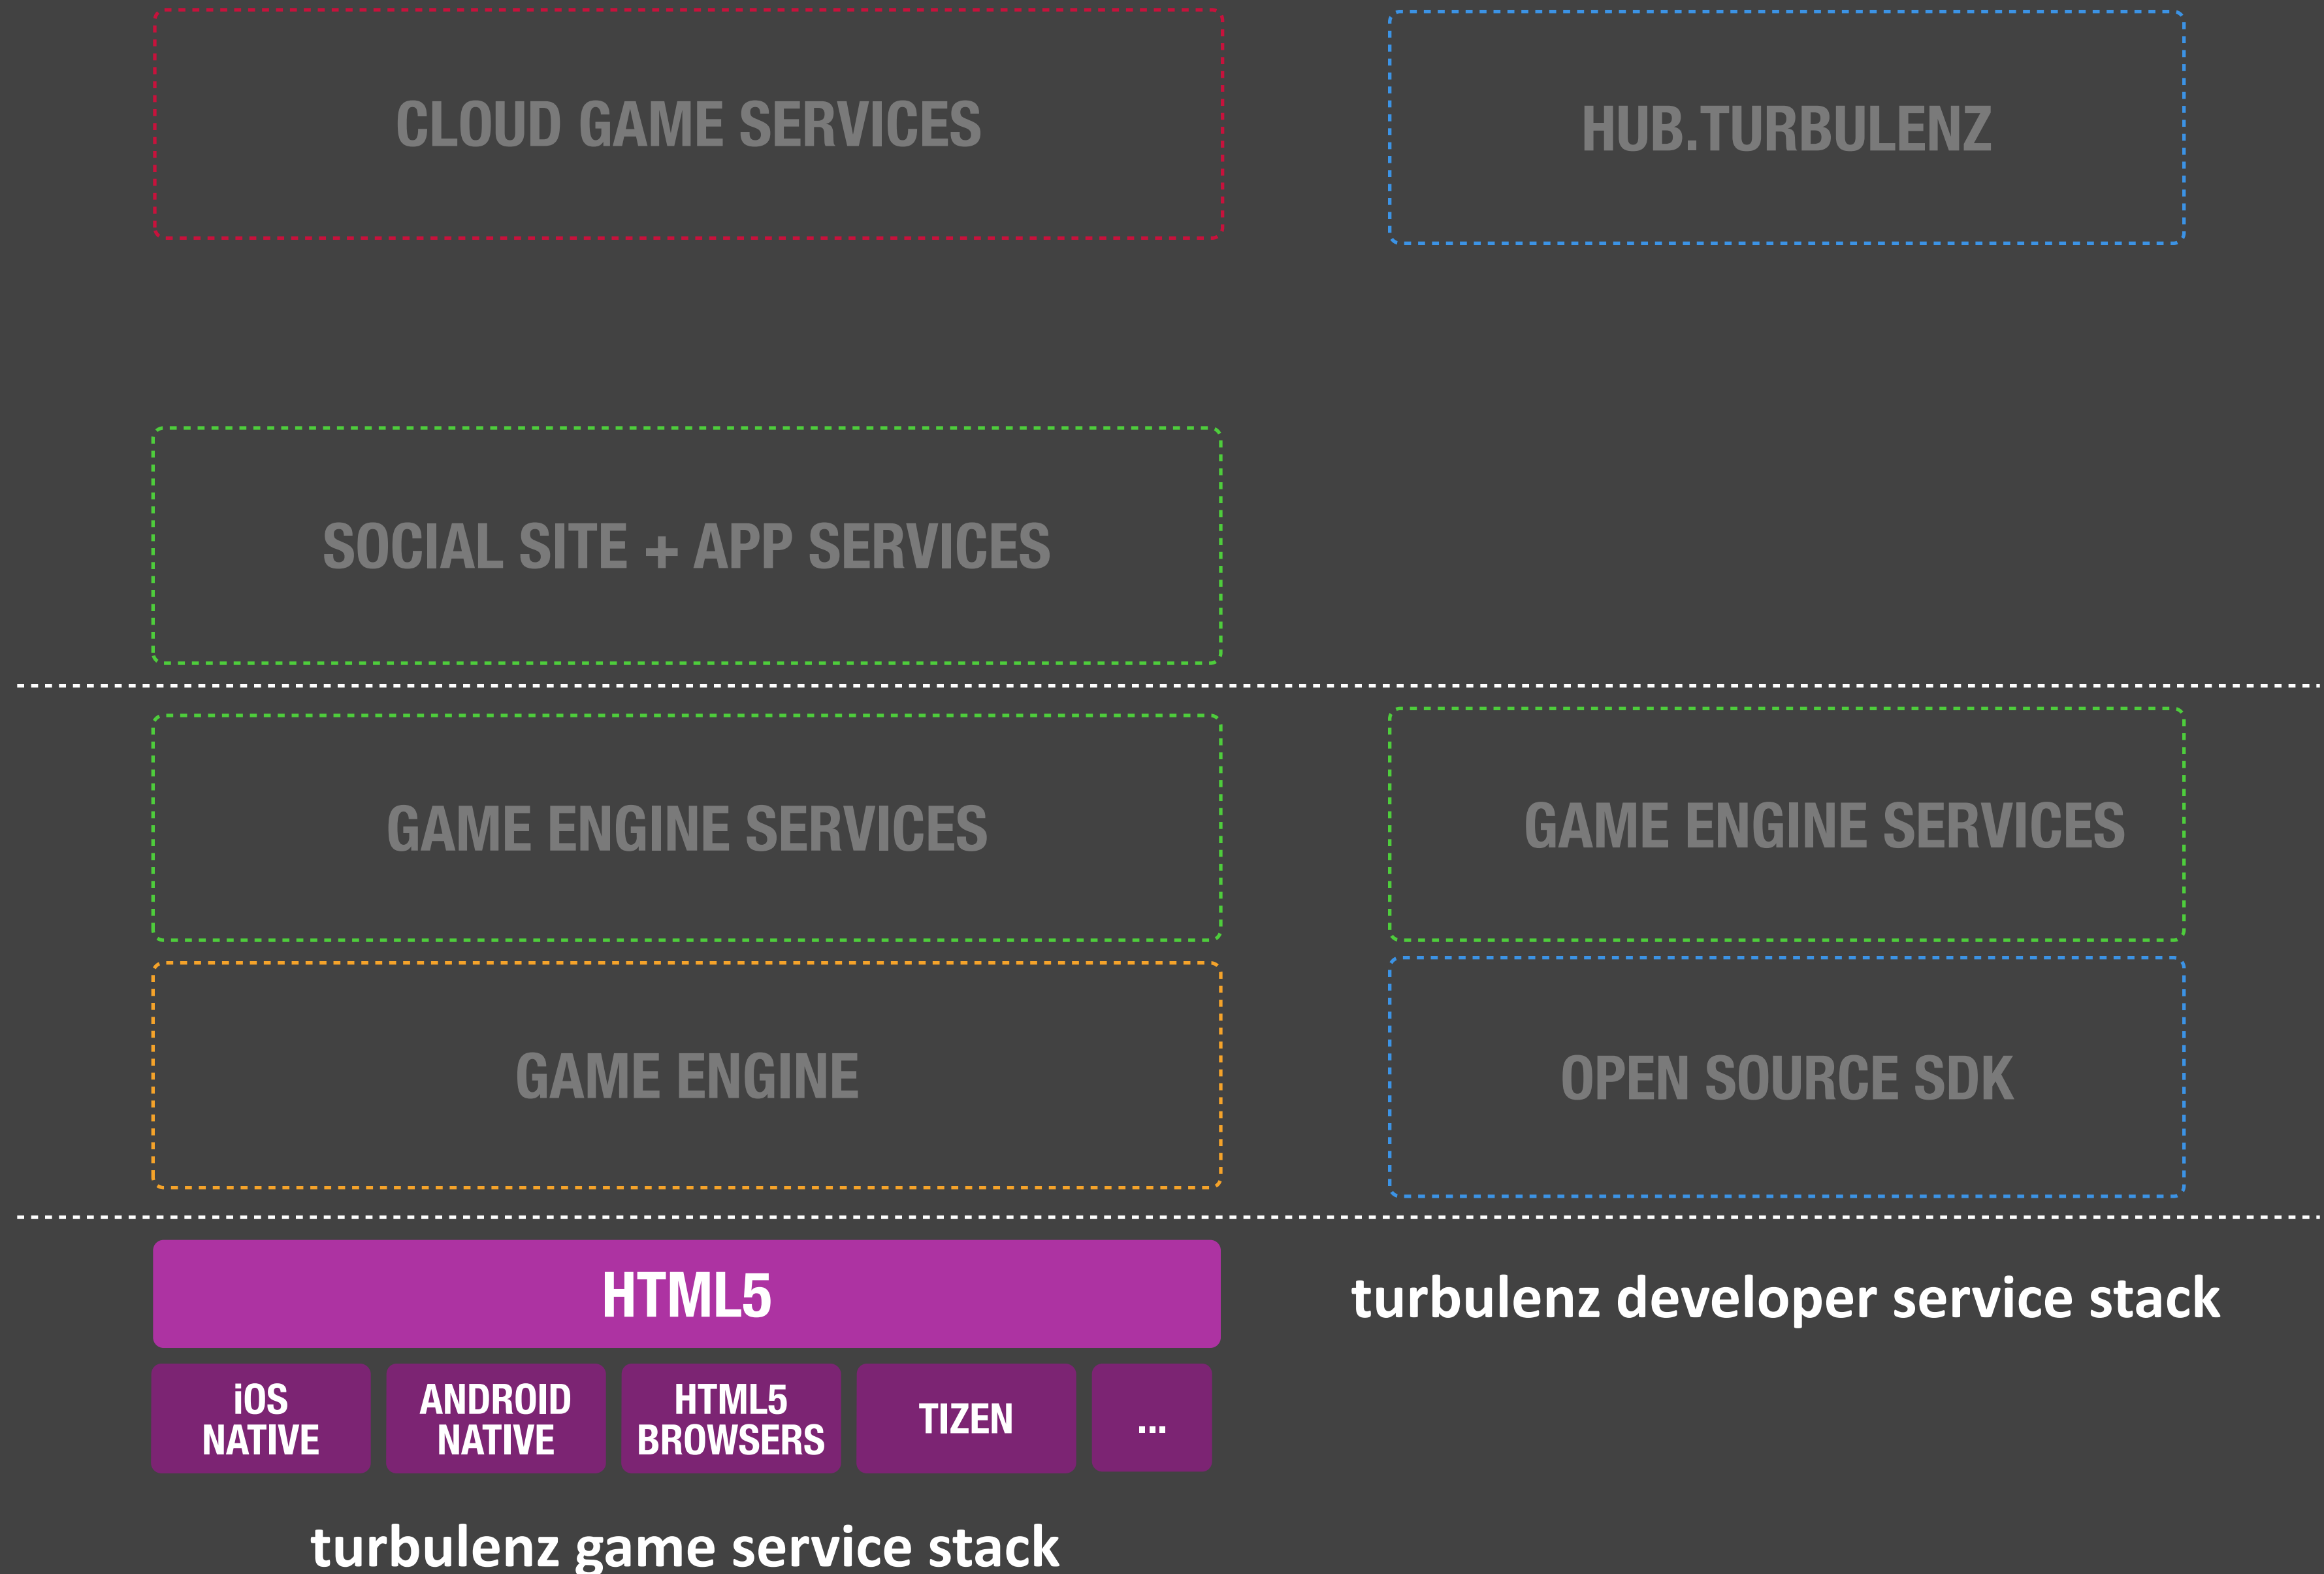 CLOUD GAME SERVICES
HUB.TURBULENZ
SOCIAL SITE + APP SERVICES
GAME ENGINE SERVICES
GAME ENGINE SERVICES
GAME ENGINE
OPEN SOURCE SDK
HTML5
turbulenz developer service stack
iOS
NATIVE
ANDROID
NATIVE
HTML5
BROWSERS
TIZEN
...
turbulenz game service stack